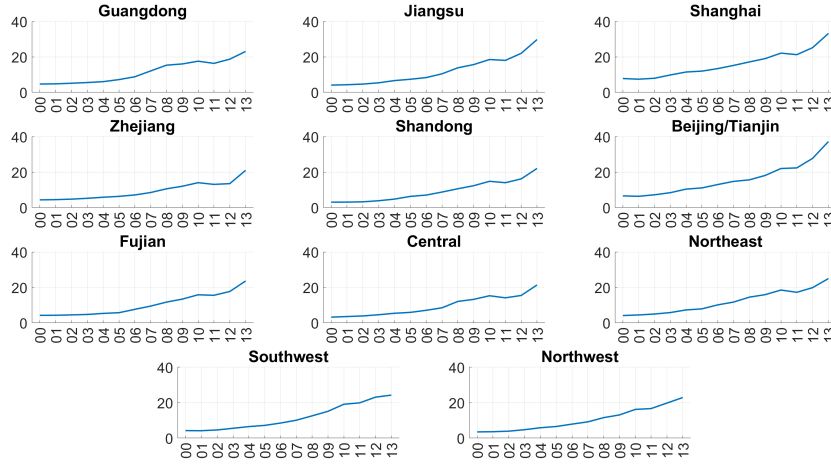 Guangdong Jiangsu Shanghai
40 40 40
20 20 20
0 0 0
00 01 02 03 04 05 06 07 08 09 10 11 12 13 00 01 02 03 04 05 06 07 08 09 10 11 12 13 00 01 02 03 04 05 06 07 08 09 10 11 12 13
Zhejiang Shandong Beijing/Tianjin
40 40 40
20 20 20
0 0 0
00 01 02 03 04 05 06 07 08 09 10 11 12 13 00 01 02 03 04 05 06 07 08 09 10 11 12 13 00 01 02 03 04 05 06 07 08 09 10 11 12 13
Fujian Central Northeast
40 40 40
20 20 20
0 0 0
00 01 02 03 04 05 06 07 08 09 10 11 12 13 00 01 02 03 04 05 06 07 08 09 10 11 12 13 00 01 02 03 04 05 06 07 08 09 10 11 12 13
Southwest Northwest
40 40
20 20
0 0
00 01 02 03 04 05 06 07 08 09 10 11 12 13 00 01 02 03 04 05 06 07 08 09 10 11 12 13